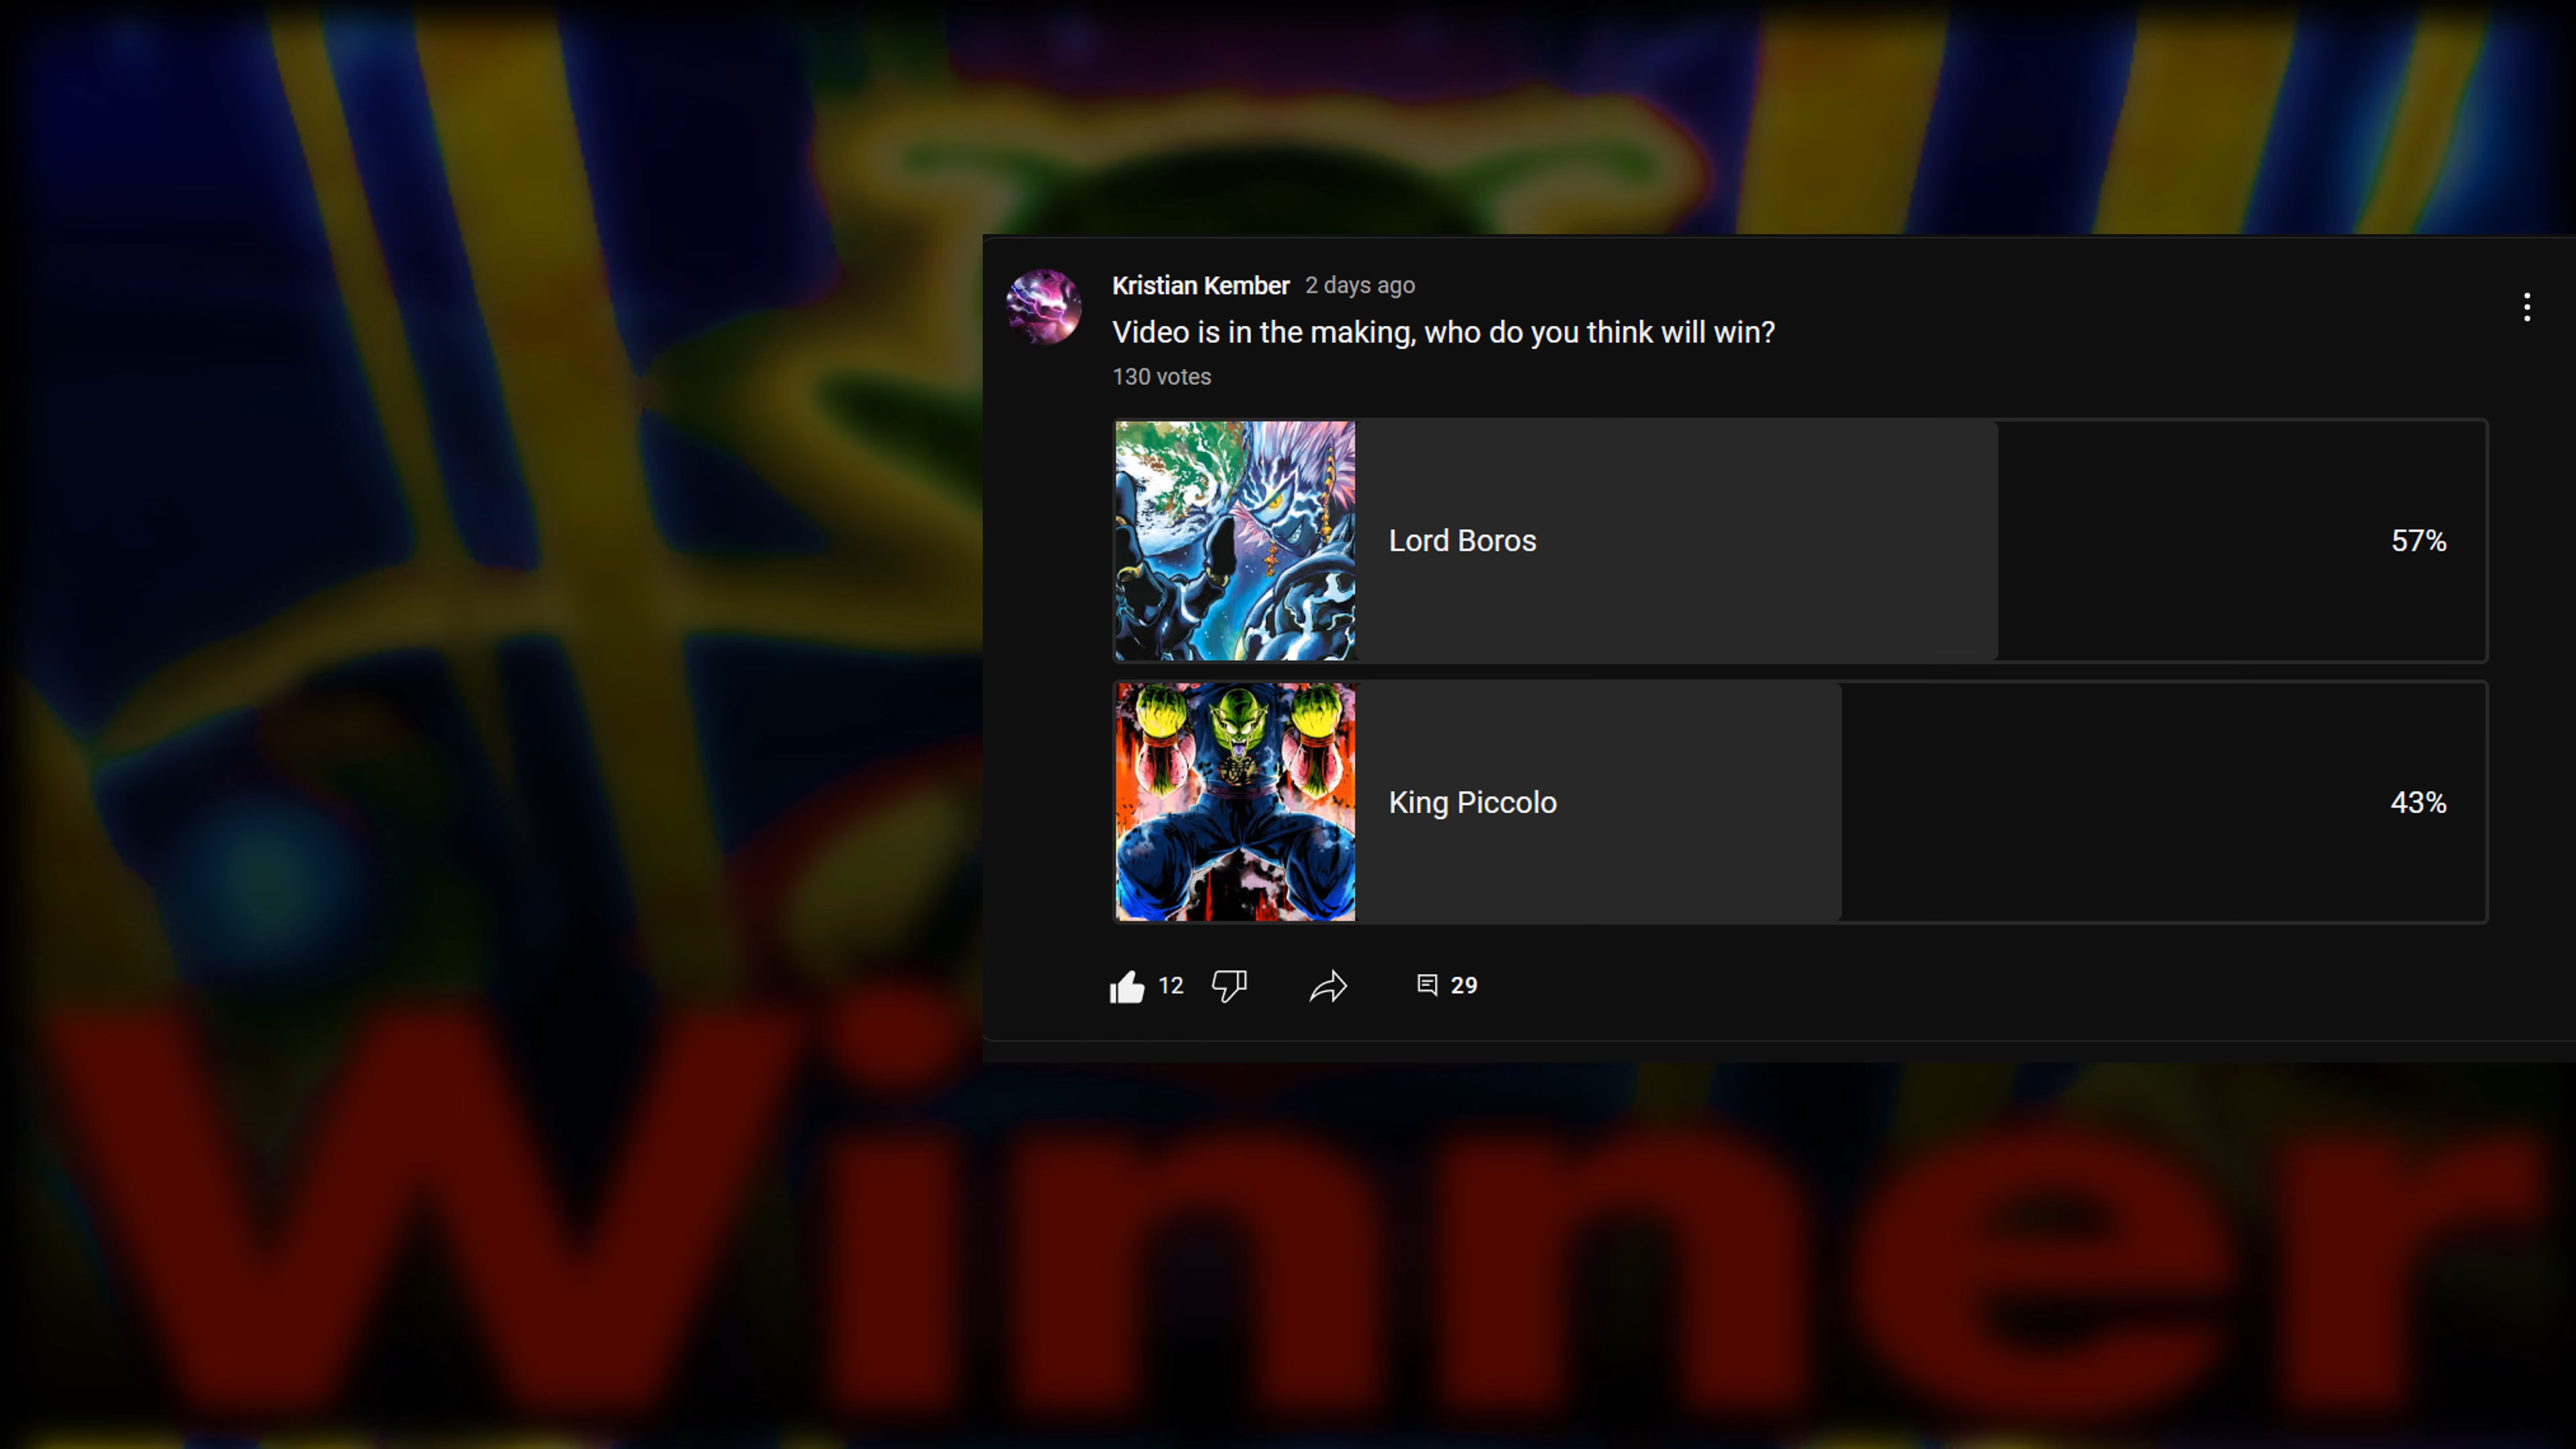 Kristian Kember 2 days ago
Video is in the making, who do you think will win?
130 votes
Lord Boros 57%
King Piccolo 43%
12 29
Winner